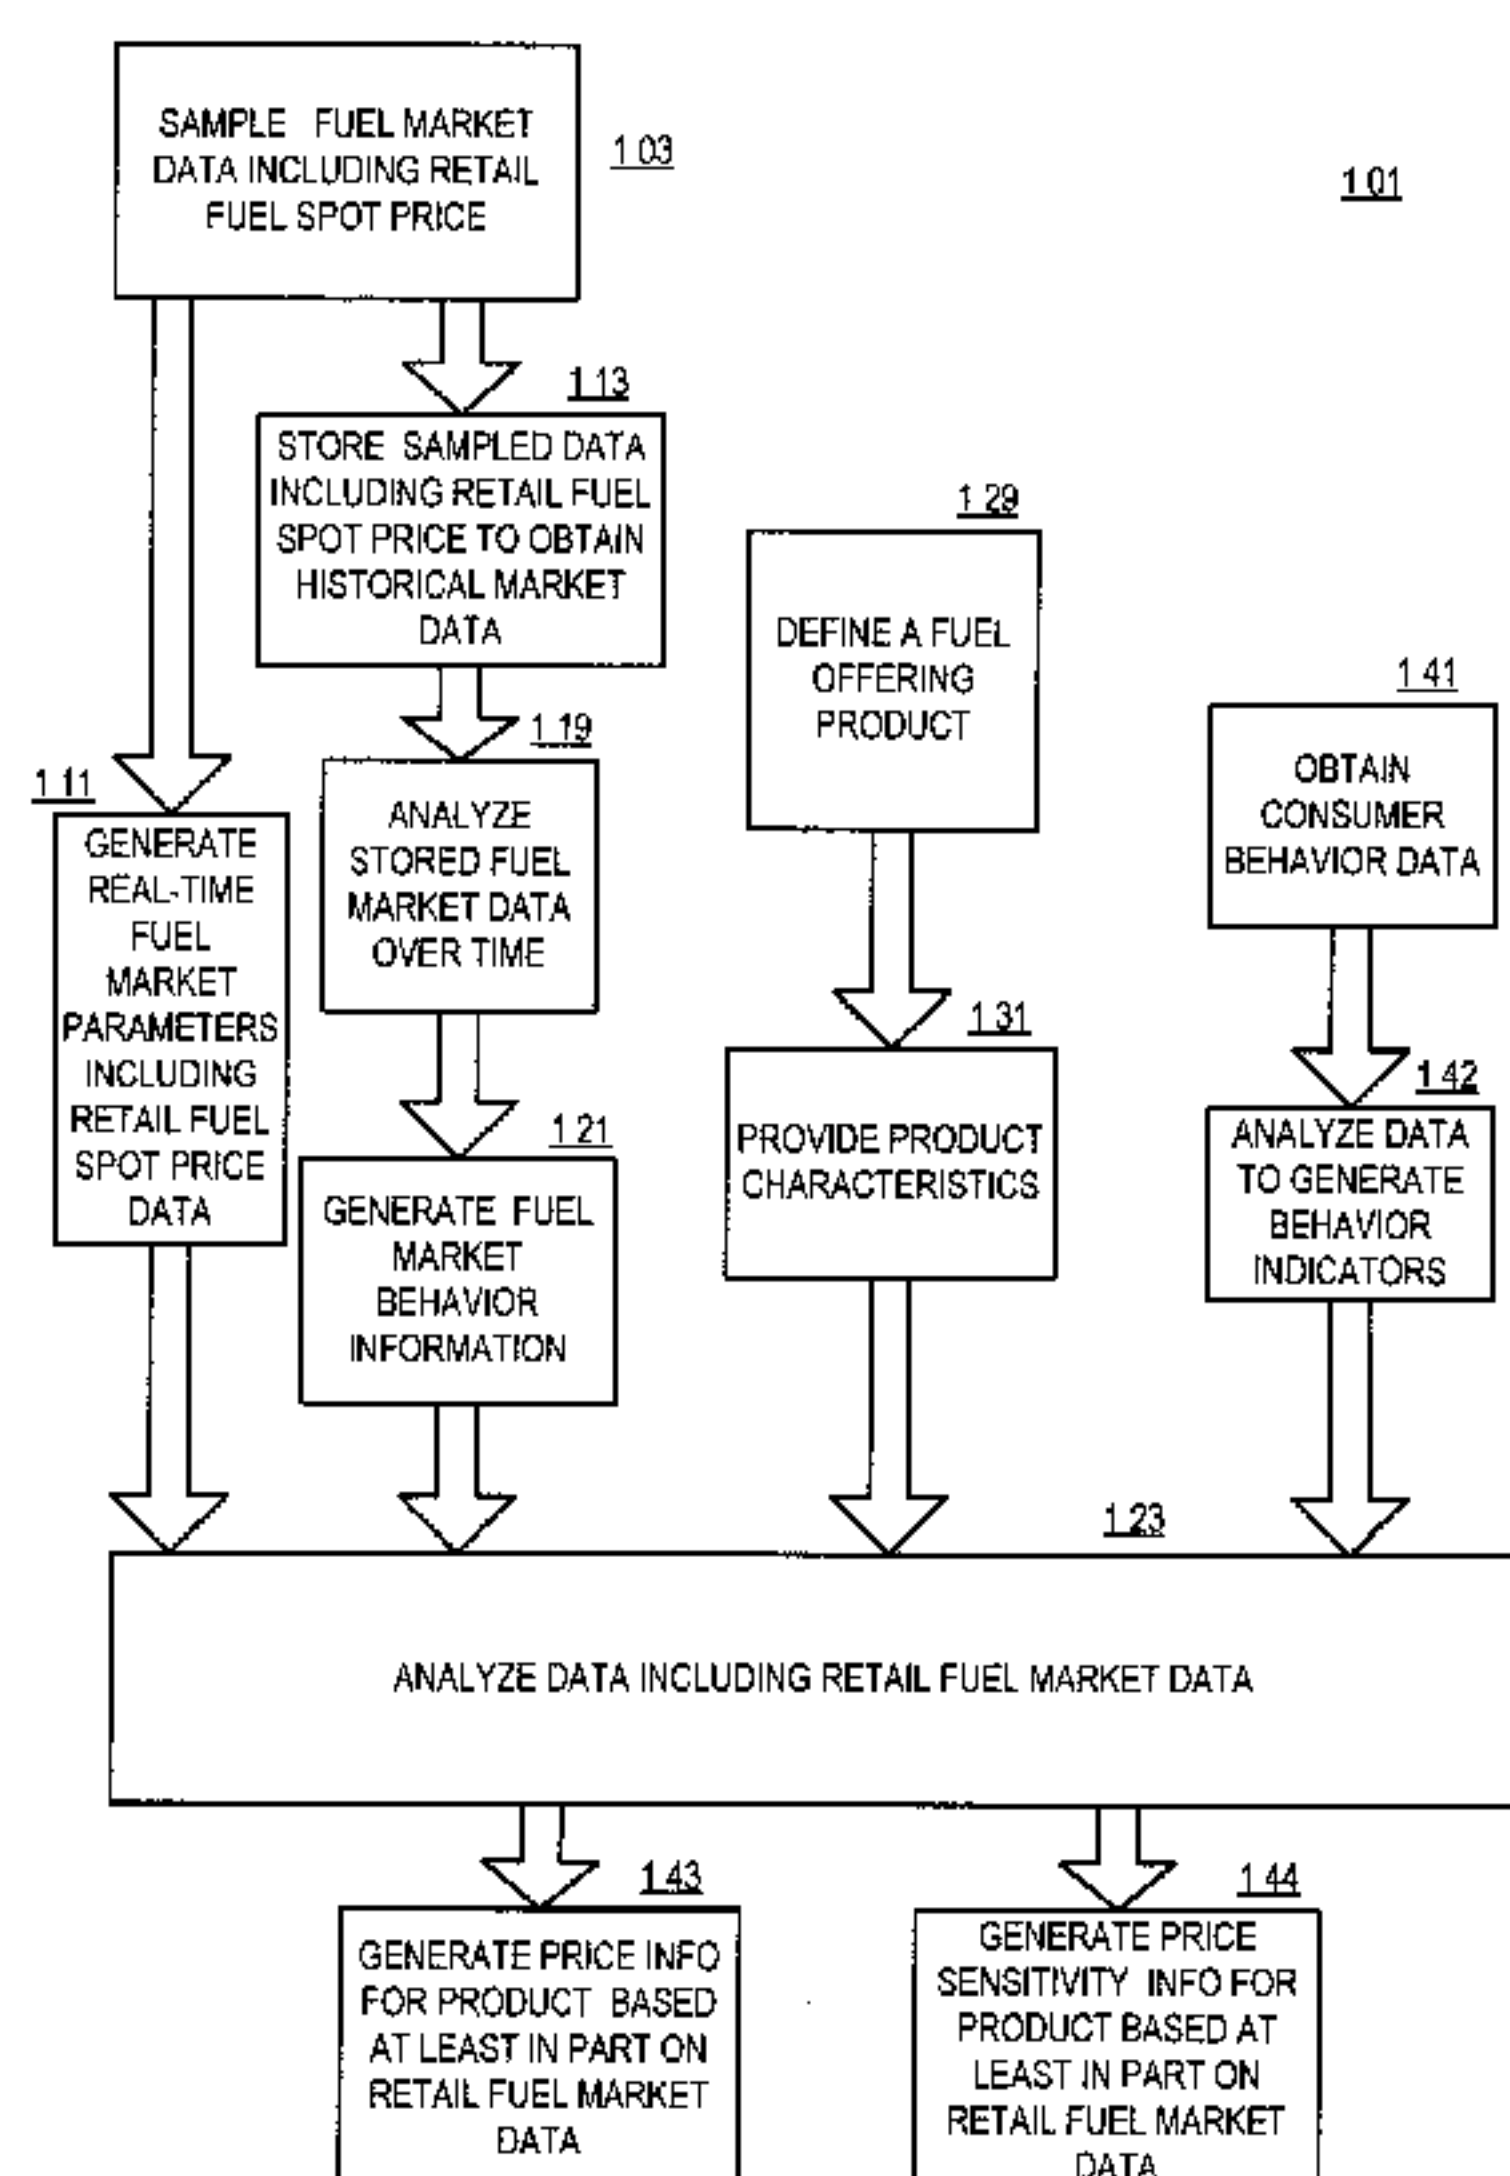 SAMPLE FUEL MARKET
DATA INCLUDING RETAIL
FUEL SPOT PRICE
103
101
113
STORE SAMPLED DATA
INCLUDING RETAIL FUEL
SPOT PRICE TO OBTAIN
HISTORICAL MARKET
DATA
129
DEFINE A FUEL
OFFERING
PRODUCT
141
OBTAIN
CONSUMER
BEHAVIOR DATA
119
ANALYZE
STORED FUEL
MARKET DATA
OVER TIME
111
GENERATE
REAL-TIME
FUEL
MARKET
PARAMETERS
INCLUDING
RETAIL FUEL
SPOT PRICE
DATA
121
GENERATE FUEL
MARKET
BEHAVIOR
INFORMATION
131
PROVIDE PRODUCT
CHARACTERISTICS
142
ANALYZE DATA
TO GENERATE
BEHAVIOR
INDICATORS
123
ANALYZE DATA INCLUDING RETAIL FUEL MARKET DATA
143
GENERATE PRICE INFO
FOR PRODUCT BASED
AT LEAST IN PART ON
RETAIL FUEL MARKET
DATA
144
GENERATE PRICE
SENSITIVITY INFO FOR
PRODUCT BASED AT
LEAST IN PART ON
RETAIL FUEL MARKET
DATA